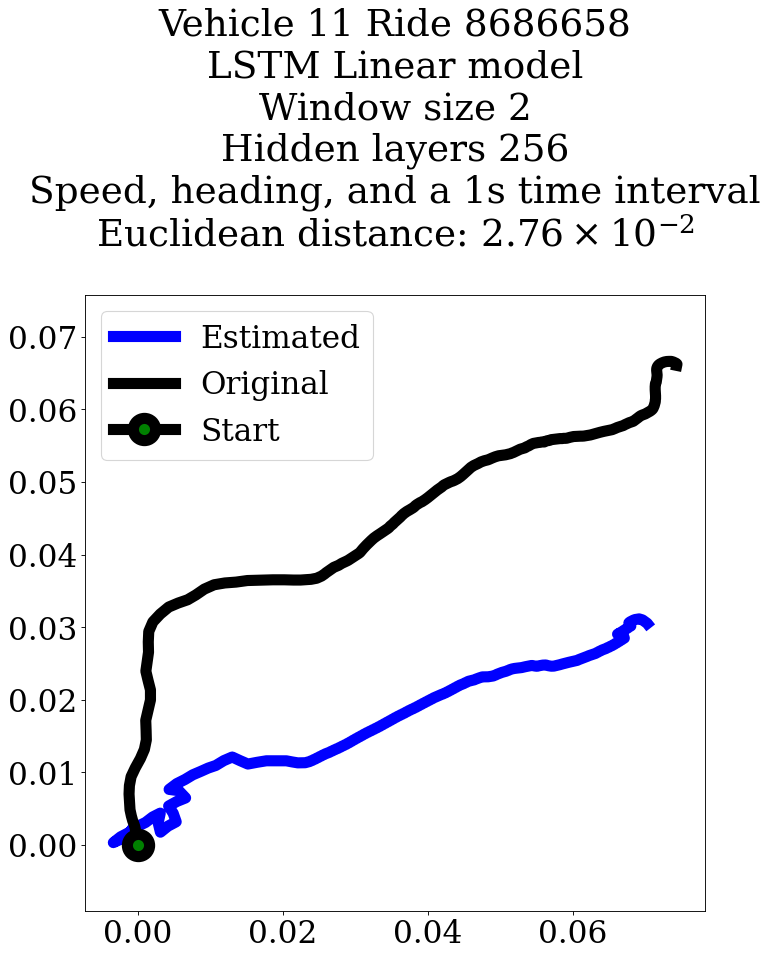 Vehicle 11 Ride 8686658
LSTM Linear model
Window size 2
Hidden layers 256
Speed, heading, and a 1s time interval
Euclidean distance: 2.76 × 10⁻²
Estimated
Original
Start
0.07
0.06
0.05
0.04
0.03
0.02
0.01
0.00
0.00 0.02 0.04 0.06